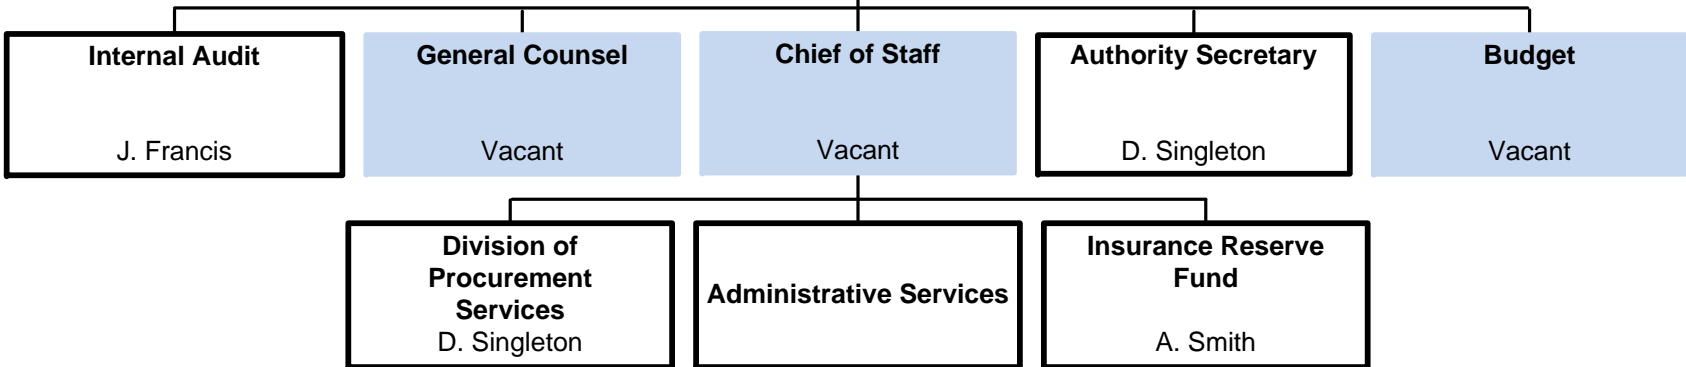 Internal Audit
J. Francis
General Counsel
Vacant
Chief of Staff
Vacant
Authority Secretary
D. Singleton
Budget
Vacant
Division of
Procurement
Services
D. Singleton
Administrative Services
Insurance Reserve
Fund
A. Smith